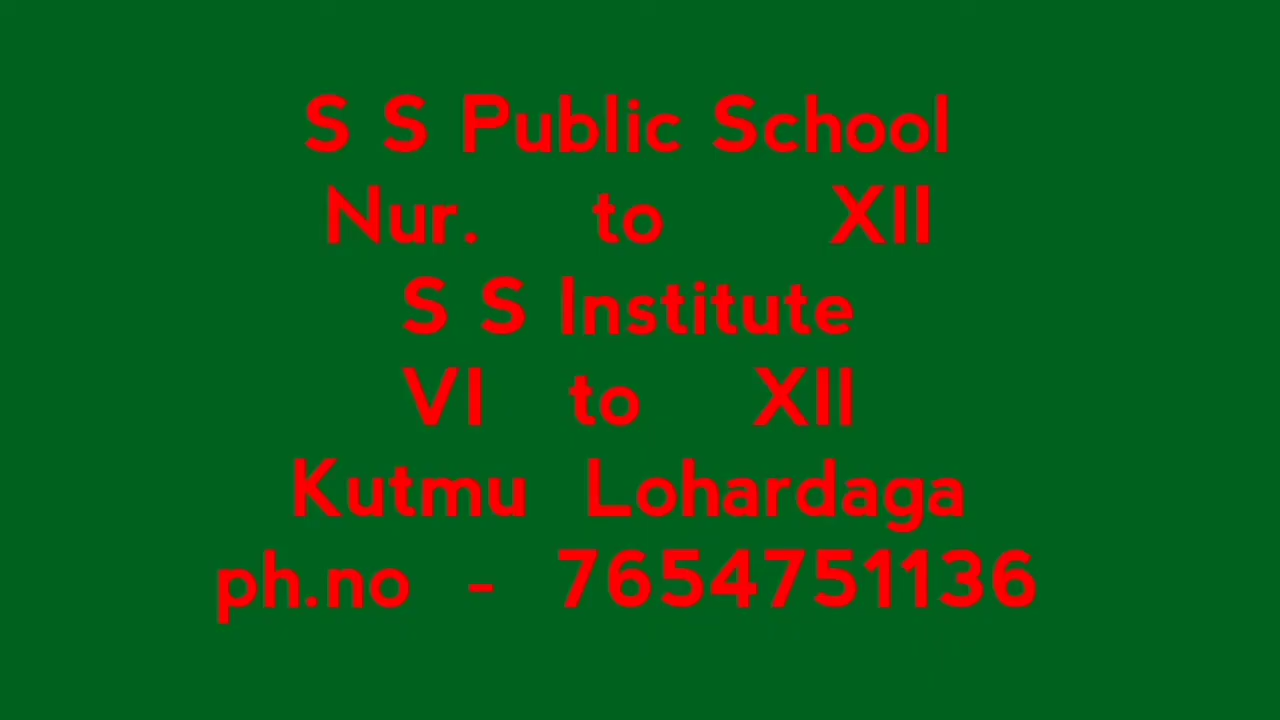 S S Public School
Nur. to XII
S S Institute
VI to XII
Kutmu Lohardaga
ph.no - 7654751136